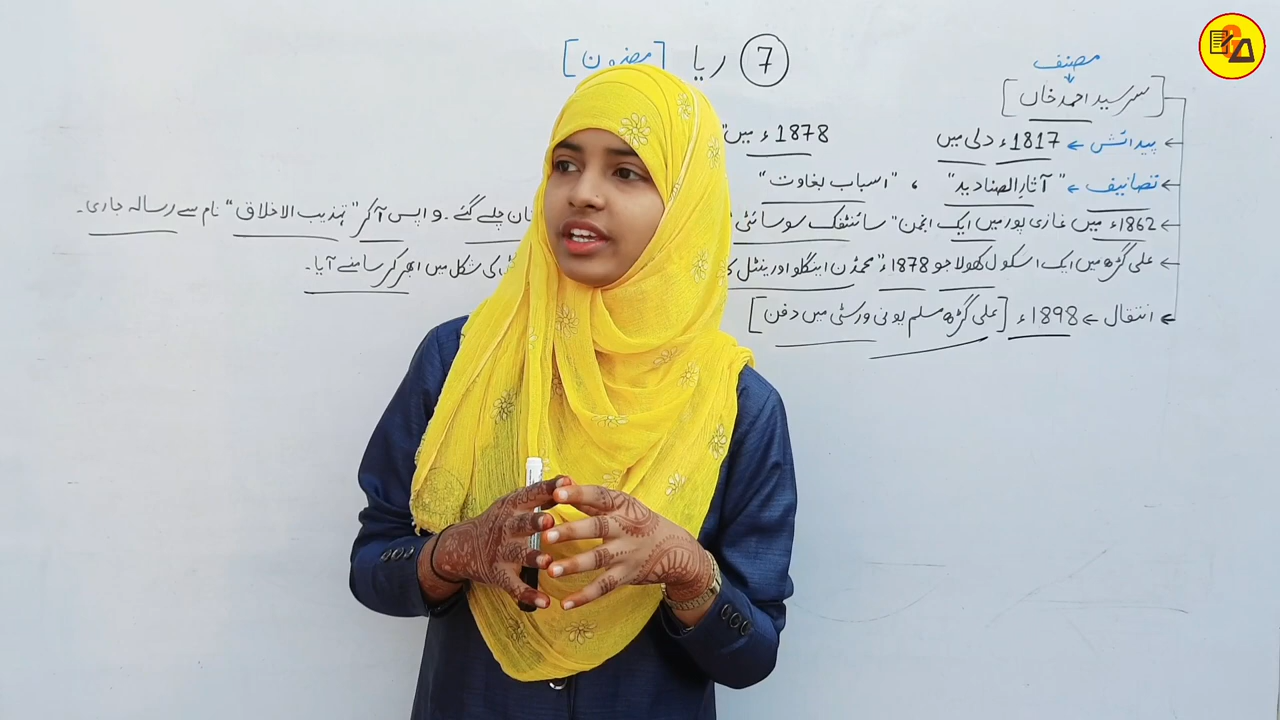 7 ریا [مضمون]
مصنف
[سر سید احمد خاں]
پیدائش ← 1817ء دلی میں 1878ء میں "
تصانیف ← "آثار الصنادید" ، "اسباب بغاوت"
← 1862ء میں غازی پور میں ایک انجمن "سائنٹفک سوسائٹی" چلے گئے۔ واپس آکر "تہذیب الاخلاق" نام سے رسالہ جاری۔
← علی گڑھ میں ایک اسکول کھولا جو 1878ء "محمڈن اینگلو اورینٹل کی شکل میں ابھر کر سامنے آیا۔
← انتقال ← 1898ء [علی گڑھ مسلم یونی ورسٹی میں دفن]